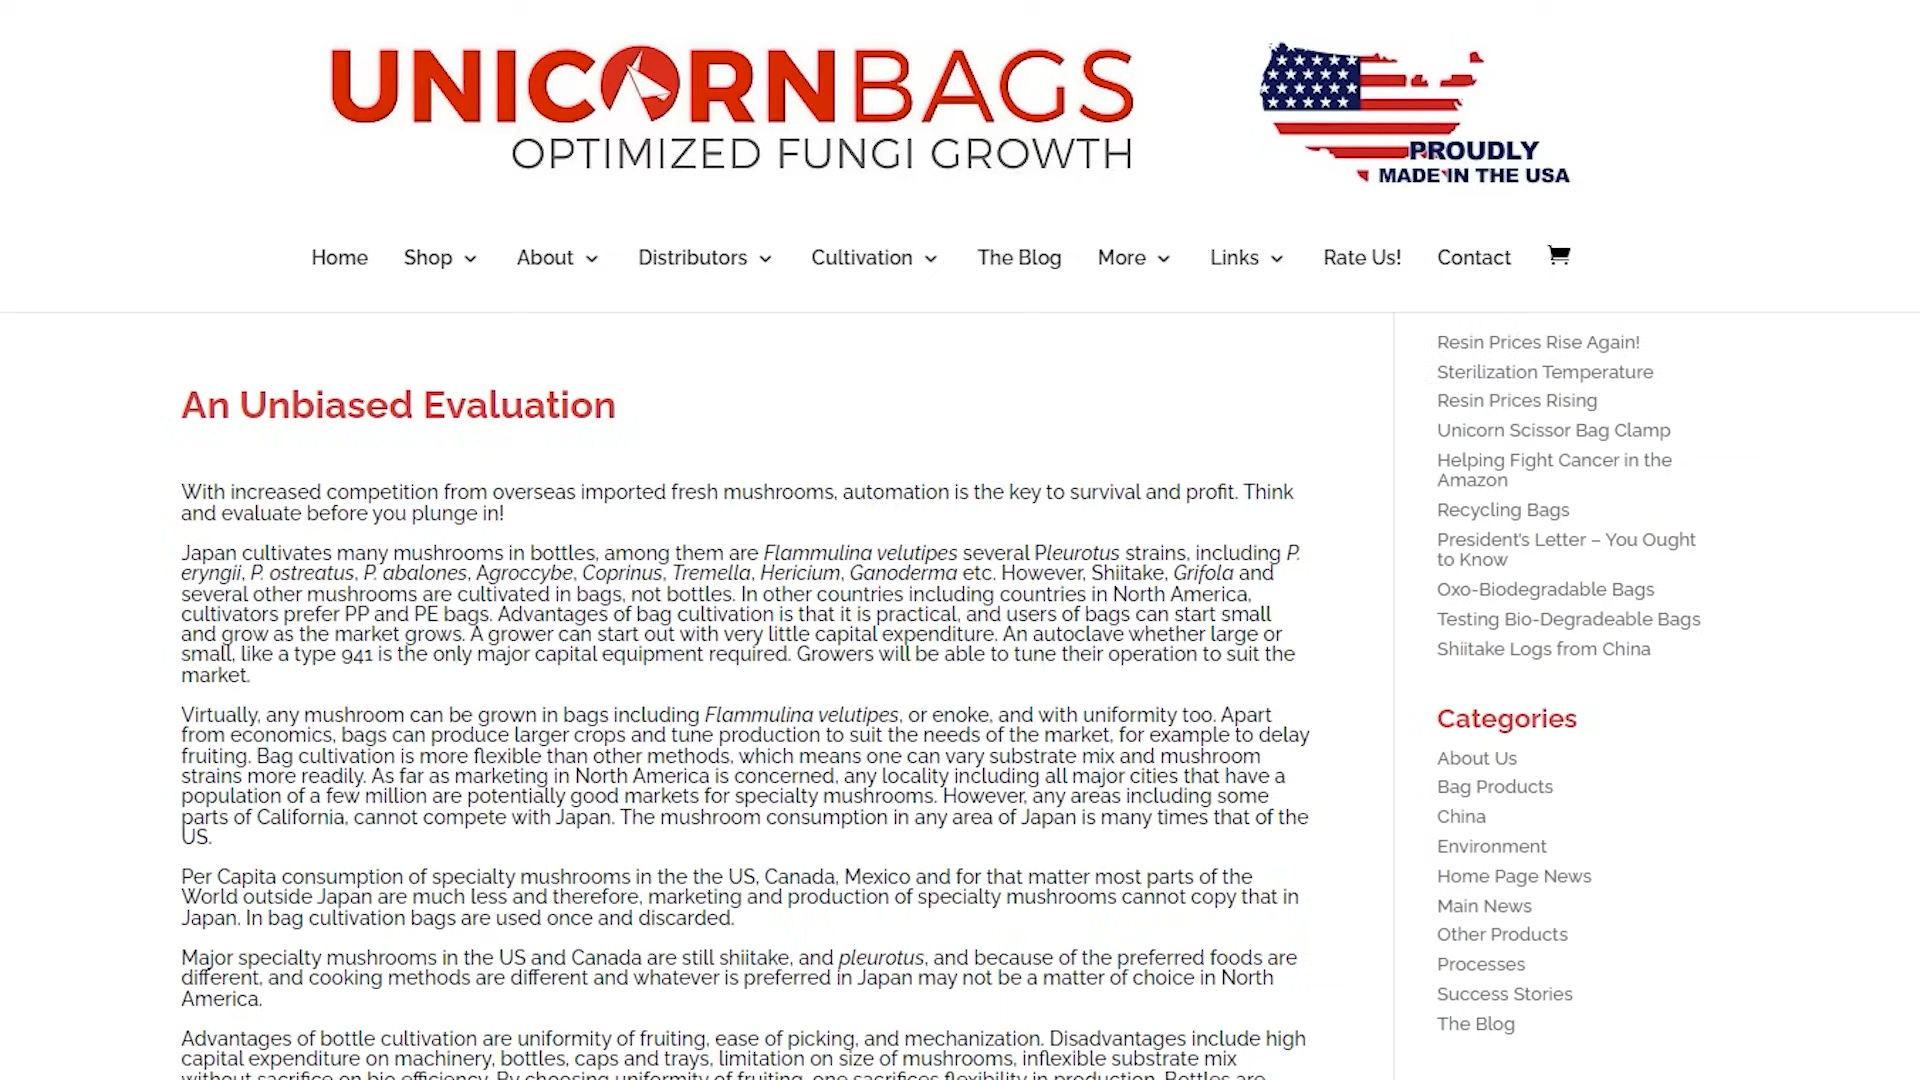 UNICORNBAGS
OPTIMIZED FUNGI GROWTH
PROUDLY
MADE IN THE USA
Home Shop About Distributors Cultivation The Blog More Links Rate Us! Contact
An Unbiased Evaluation
With increased competition from overseas imported fresh mushrooms, automation is the key to survival and profit. Think
and evaluate before you plunge in!
Japan cultivates many mushrooms in bottles, among them are Flammulina velutipes several Pleurotus strains, including P.
eryngii, P. ostreatus, P. abalones, Agroccybe, Coprinus, Tremella, Hericium, Ganoderma etc. However, Shiitake, Grifola and
several other mushrooms are cultivated in bags, not bottles. In other countries including countries in North America,
cultivators prefer PP and PE bags. Advantages of bag cultivation is that it is practical, and users of bags can start small
and grow as the market grows. A grower can start out with very little capital expenditure. An autoclave whether large or
small, like a type 941 is the only major capital equipment required. Growers will be able to tune their operation to suit the
market.
Virtually, any mushroom can be grown in bags including Flammulina velutipes, or enoke, and with uniformity too. Apart
from economics, bags can produce larger crops and tune production to suit the needs of the market, for example to delay
fruiting. Bag cultivation is more flexible than other methods, which means one can vary substrate mix and mushroom
strains more readily. As far as marketing in North America is concerned, any locality including all major cities that have a
population of a few million are potentially good markets for specialty mushrooms. However, any areas including some
parts of California, cannot compete with Japan. The mushroom consumption in any area of Japan is many times that of the
US.
Per Capita consumption of specialty mushrooms in the the US, Canada, Mexico and for that matter most parts of the
World outside Japan are much less and therefore, marketing and production of specialty mushrooms cannot copy that in
Japan. In bag cultivation bags are used once and discarded.
Major specialty mushrooms in the US and Canada are still shiitake, and pleurotus, and because of the preferred foods are
different, and cooking methods are different and whatever is preferred in Japan may not be a matter of choice in North
America.
Advantages of bottle cultivation are uniformity of fruiting, ease of picking, and mechanization. Disadvantages include high
capital expenditure on machinery, bottles, caps and trays, limitation on size of mushrooms, inflexible substrate mix
without sacrifice on bio efficiency. By choosing uniformity of fruiting, one sacrifices flexibility in production. Bottles are
Resin Prices Rise Again!
Sterilization Temperature
Resin Prices Rising
Unicorn Scissor Bag Clamp
Helping Fight Cancer in the
Amazon
Recycling Bags
President's Letter – You Ought
to Know
Oxo-Biodegradable Bags
Testing Bio-Degradeable Bags
Shiitake Logs from China
Categories
About Us
Bag Products
China
Environment
Home Page News
Main News
Other Products
Processes
Success Stories
The Blog